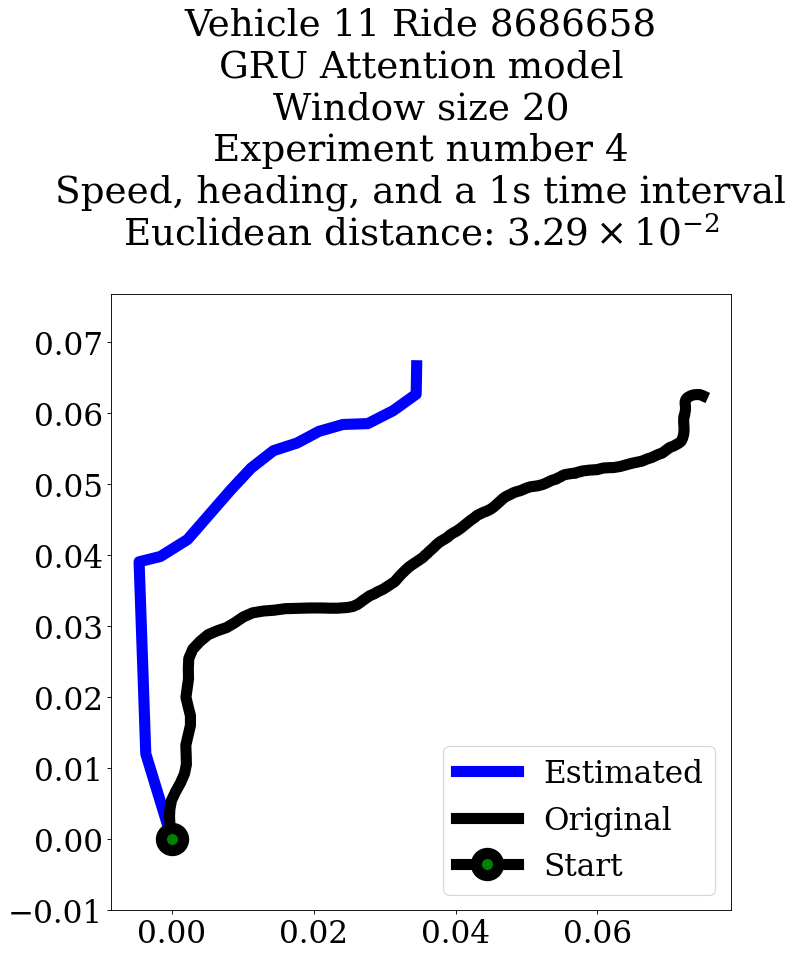 Vehicle 11 Ride 8686658
GRU Attention model
Window size 20
Experiment number 4
Speed, heading, and a 1s time interval
Euclidean distance: 3.29 × 10⁻²
0.07
0.06
0.05
0.04
0.03
0.02
0.01
0.00
−0.01
Estimated
Original
Start
0.00 0.02 0.04 0.06